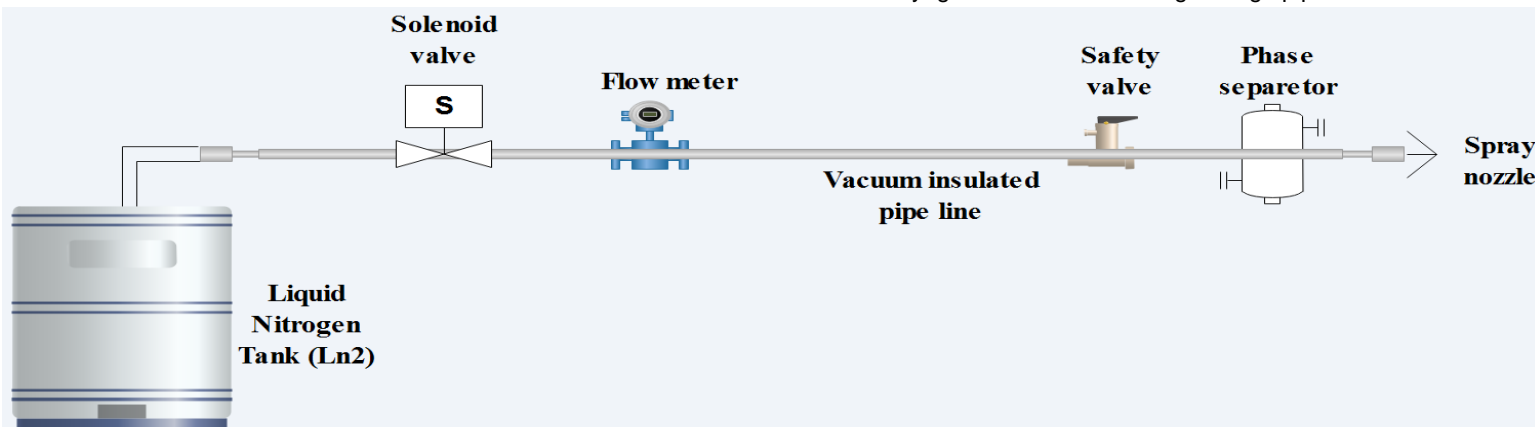 Solenoid
valve
S
Flow meter
Safety
valve
Phase
separetor
Spray
nozzle
Vacuum insulated
pipe line
Liquid
Nitrogen
Tank (Ln2)